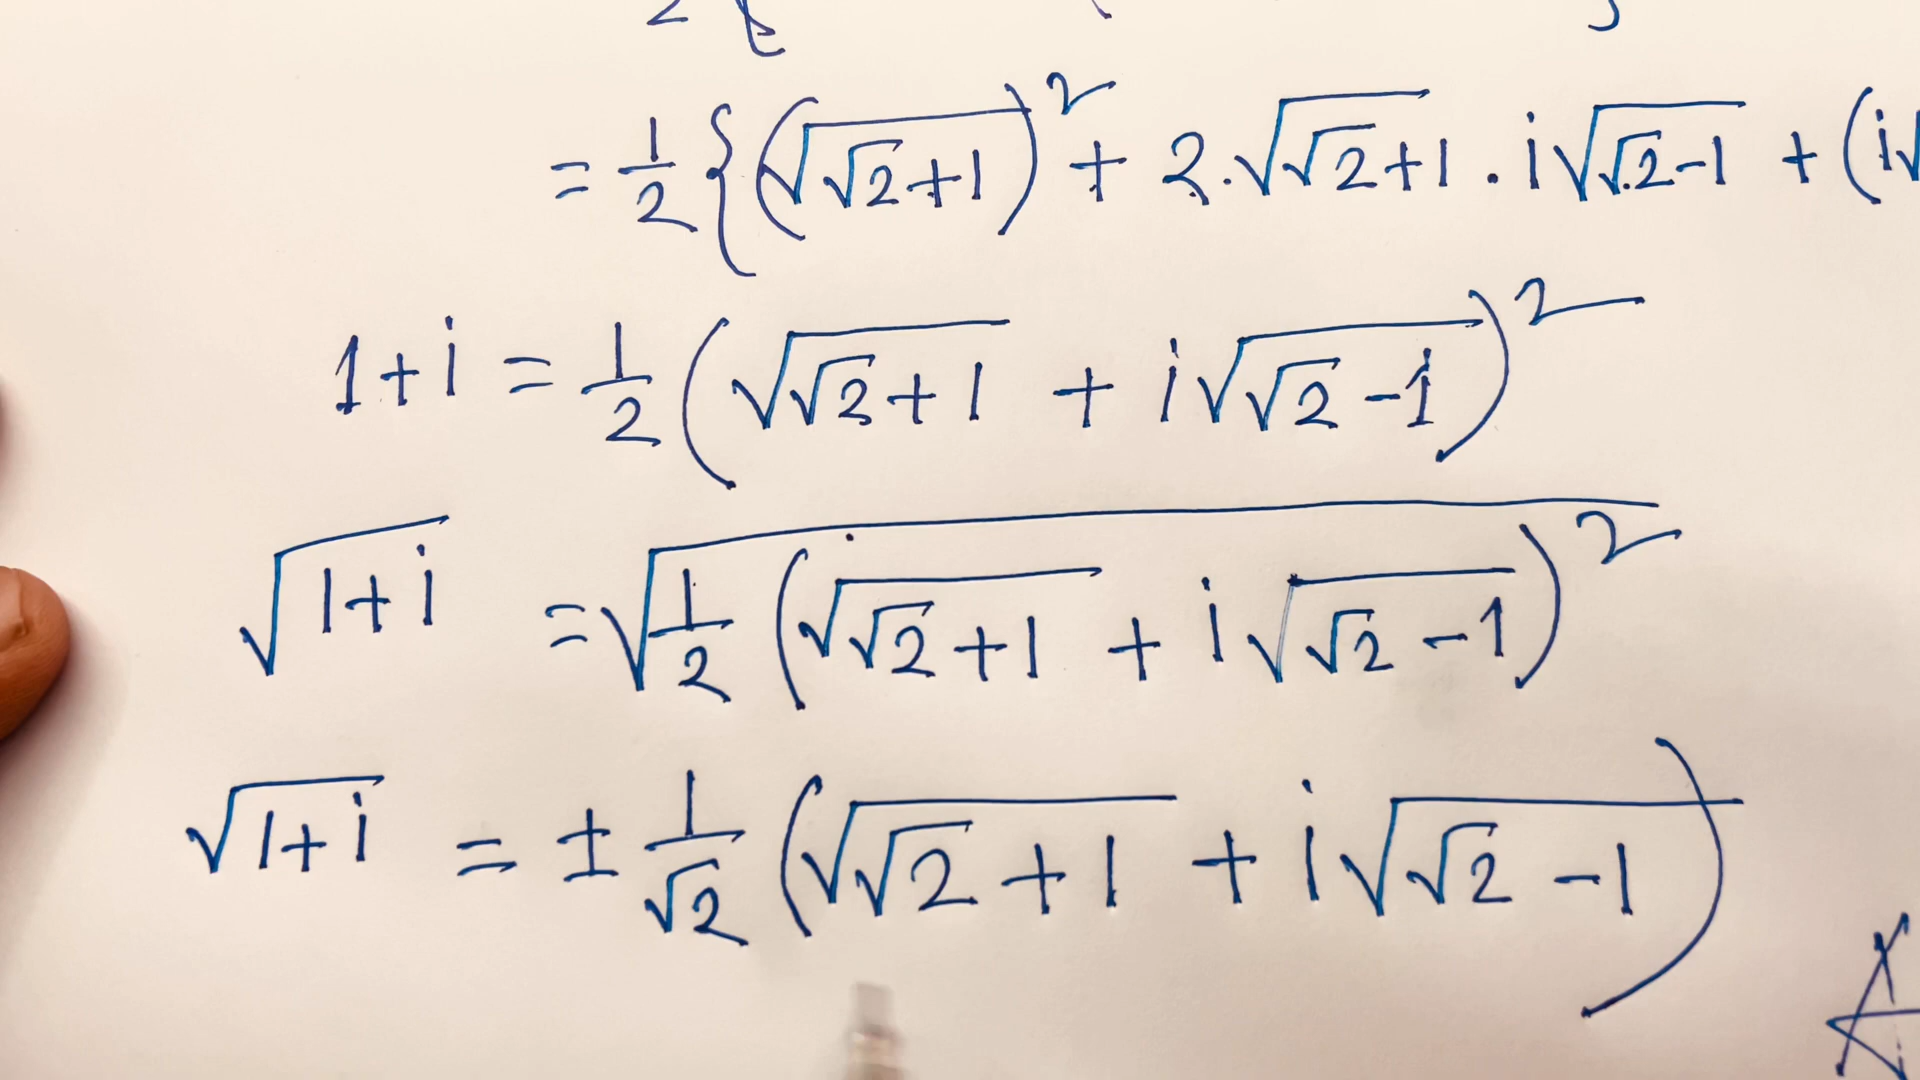 = 1/2 {(√(√2+1))² + 2·√(√2+1) · i√(√2-1) + (i√
1+i = 1/2 (√(√2+1) + i√(√2-1))²
√(1+i) = √(1/2 (√(√2+1) + i√(√2-1))²)
√(1+i) = ± 1/√2 (√(√2+1) + i√(√2-1))